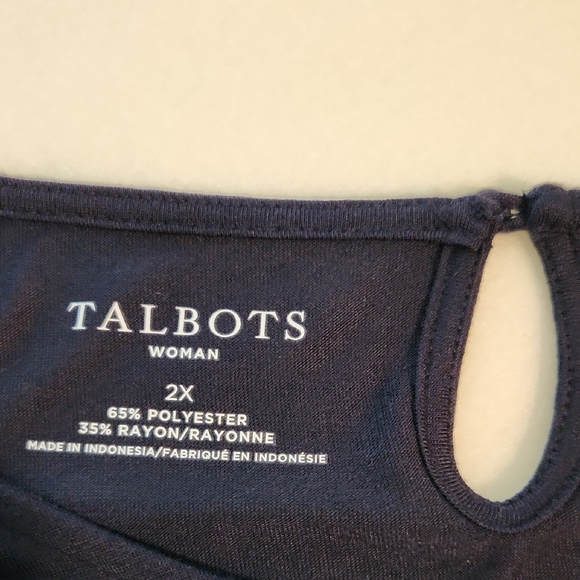 TALBOTS
WOMAN
2X
65% POLYESTER
35% RAYON/RAYONNE
MADE IN INDONESIA/FABRIQUÉ EN INDONÉSIE